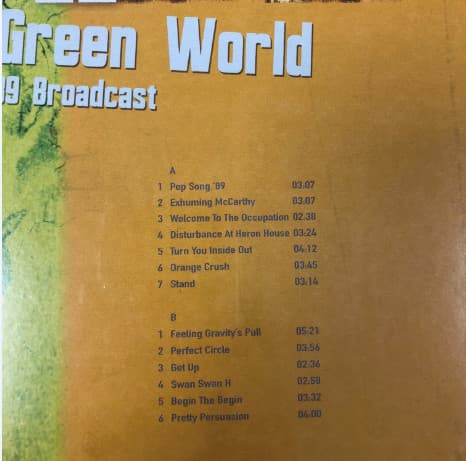 Green World
9 Broadcast
A
1 Pop Song '89 03.07
2 Exhuming McCarthy 03.07
3 Welcome To The Occupation 02.38
4 Disturbance At Heron House 03:24
5 Turn You Inside Out 04:12
6 Orange Crush 03:45
7 Stand 03:14
B
1 Feeling Gravity's Pull 05:21
2 Perfect Circle 03:56
3 Get Up 02:36
4 Swan Swan H 02.58
5 Begin The Begin 03:32
6 Pretty Persuasion 04:00